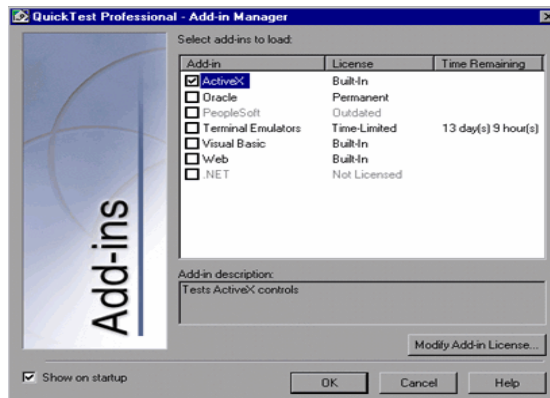 QuickTest Professional - Add-in Manager
Select add-ins to load:
Add-in License Time Remaining
ActiveX Built-In
Oracle Permanent
PeopleSoft Outdated
Terminal Emulators Time-Limited 13 day(s) 9 hour(s)
Visual Basic Built-In
Web Built-In
.NET Not Licensed
Add-ins
Add-in description:
Tests ActiveX controls
Modify Add-in License...
Show on startup
OK Cancel Help